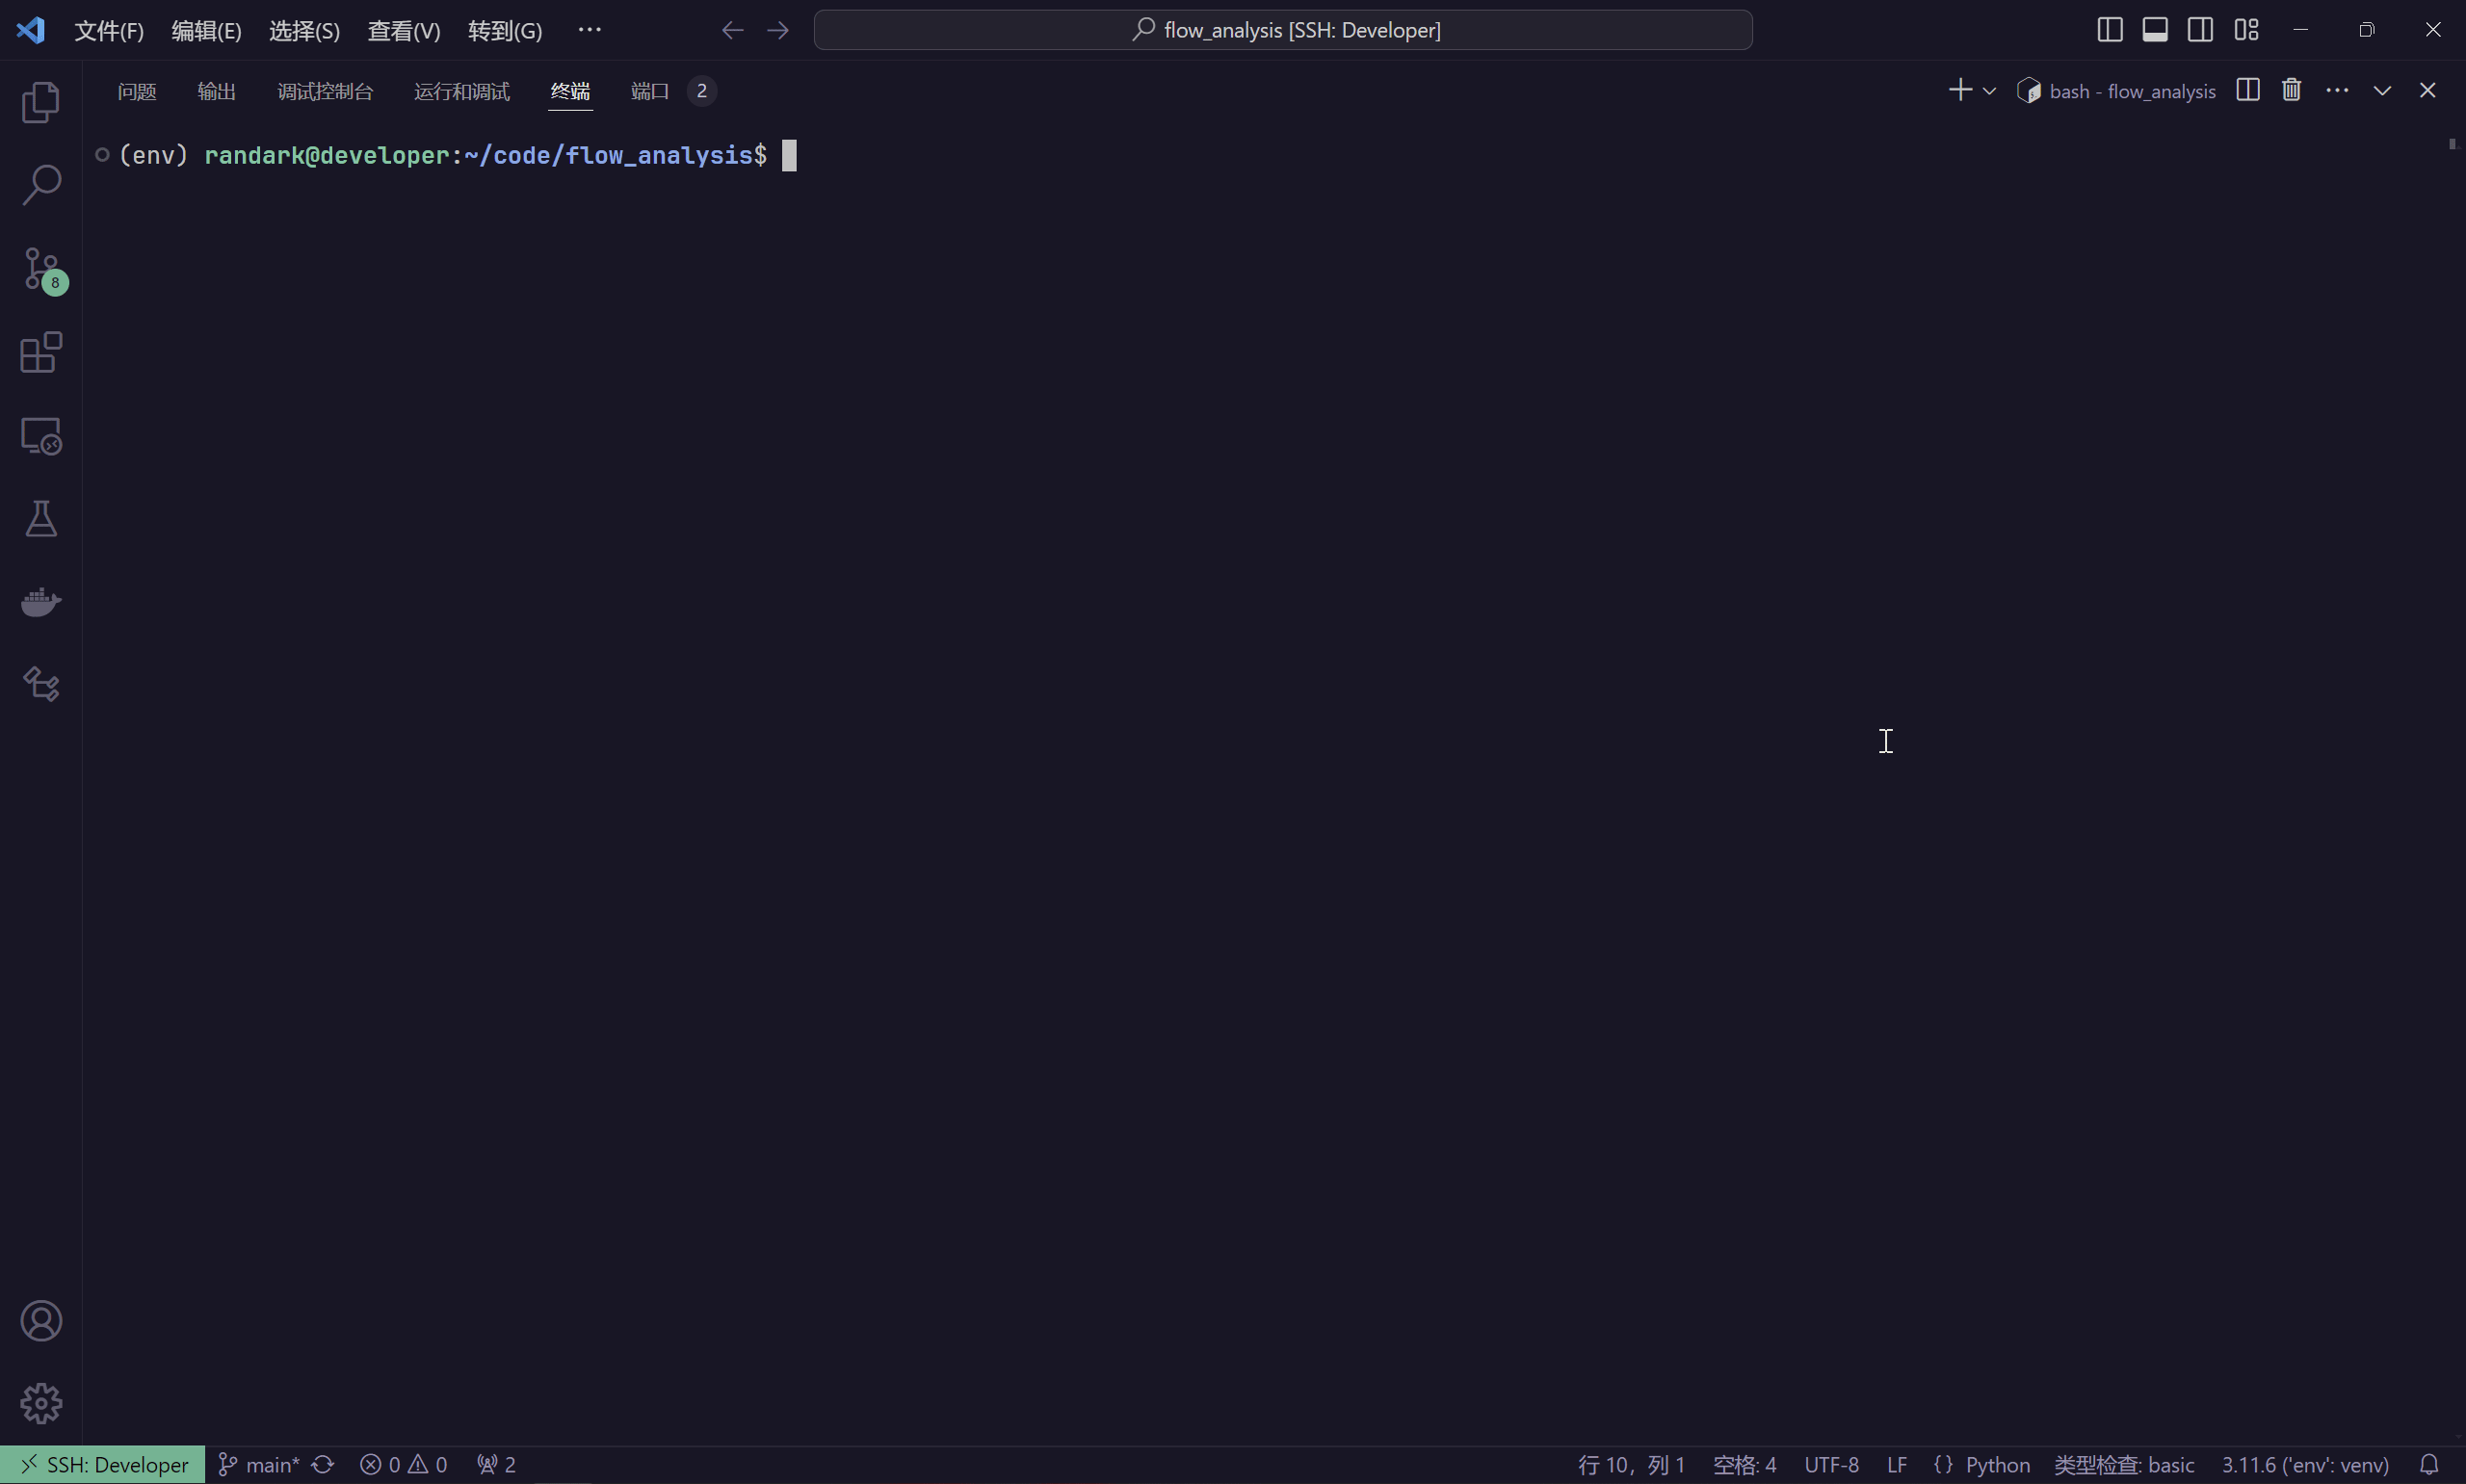 文件(F) 编辑(E) 选择(S) 查看(V) 转到(G) ··· flow_analysis [SSH: Developer]
问题 输出 调试控制台 运行和调试 终端 端口 2 bash - flow_analysis
(env) randark@developer:~/code/flow_analysis$
8
SSH: Developer main* 0 0 2 行 10，列 1 空格: 4 UTF-8 LF {} Python 类型检查: basic 3.11.6 ('env': venv)